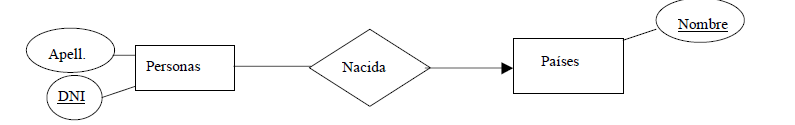 Nombre
Apell.
Personas
Nacida
Países
DNI